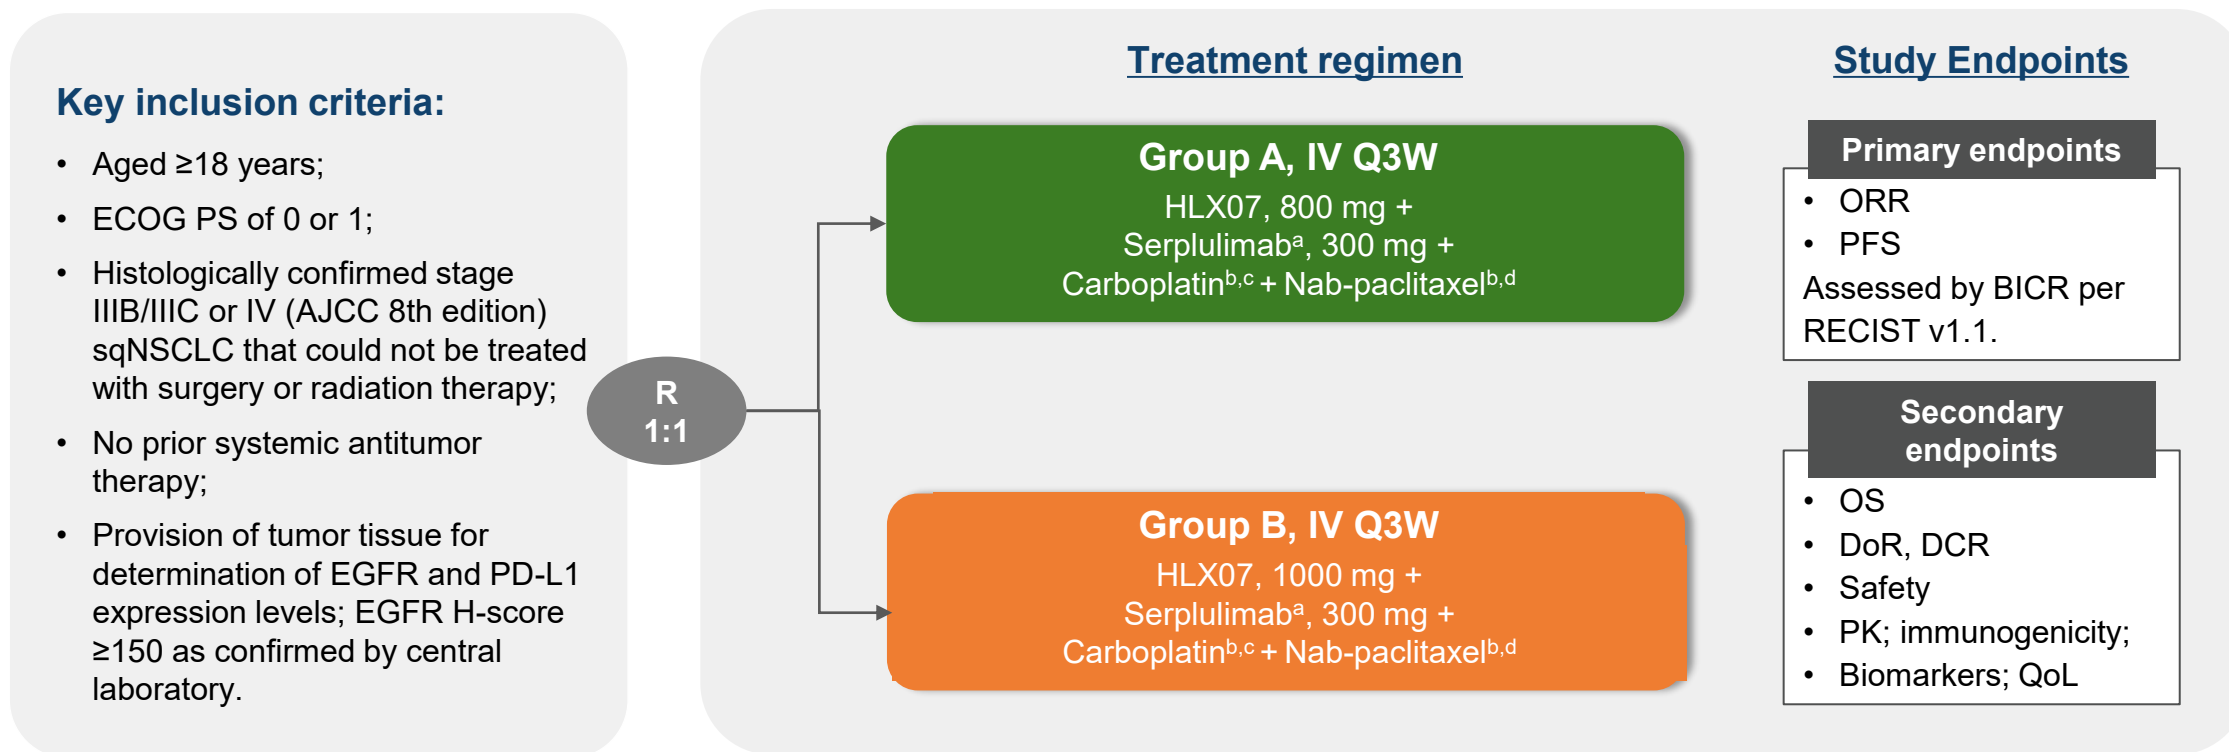 Key inclusion criteria:
• Aged ≥18 years;
• ECOG PS of 0 or 1;
• Histologically confirmed stage
IIIB/IIIC or IV (AJCC 8th edition)
sqNSCLC that could not be treated
with surgery or radiation therapy;
• No prior systemic antitumor
therapy;
• Provision of tumor tissue for
determination of EGFR and PD-L1
expression levels; EGFR H-score
≥150 as confirmed by central
laboratory.
R
1:1
Treatment regimen
Group A, IV Q3W
HLX07, 800 mg +
Serplulimabᵃ, 300 mg +
Carboplatinᵇ,ᶜ + Nab-paclitaxelᵇ,ᵈ
Group B, IV Q3W
HLX07, 1000 mg +
Serplulimabᵃ, 300 mg +
Carboplatinᵇ,ᶜ + Nab-paclitaxelᵇ,ᵈ
Study Endpoints
Primary endpoints
• ORR
• PFS
Assessed by BICR per
RECIST v1.1.
Secondary
endpoints
• OS
• DoR, DCR
• Safety
• PK; immunogenicity;
• Biomarkers; QoL